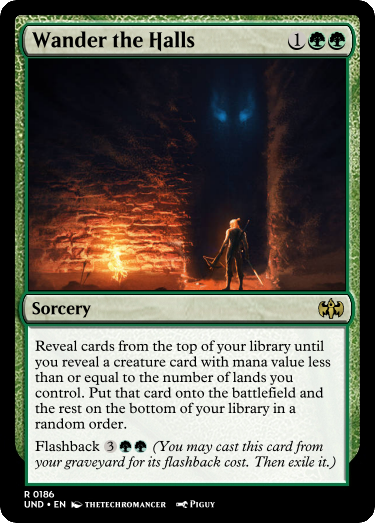 Wander the Halls 1
Sorcery
Reveal cards from the top of your library until
you reveal a creature card with mana value less
than or equal to the number of lands you
control. Put that card onto the battlefield and
the rest on the bottom of your library in a
random order.
Flashback 3 (You may cast this card from
your graveyard for its flashback cost. Then exile it.)
R 0186
UND • EN THETECHROMANCER PIGUY